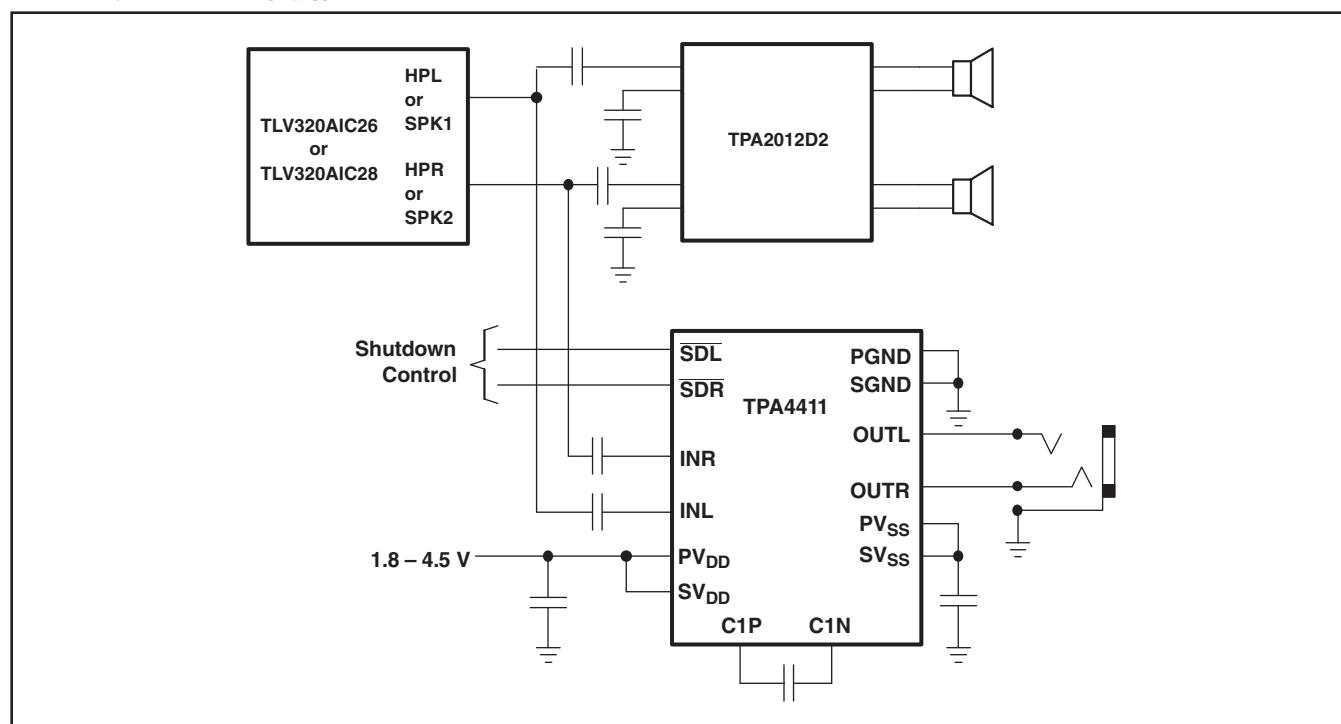 HPL
or
SPK1
TLV320AIC26
or
TLV320AIC28
HPR
or
SPK2
TPA2012D2
Shutdown
Control
SDL
SDR
INR
INL
PVDD
SVDD
1.8 – 4.5 V
TPA4411
PGND
SGND
OUTL
OUTR
PVSS
SVSS
C1P C1N